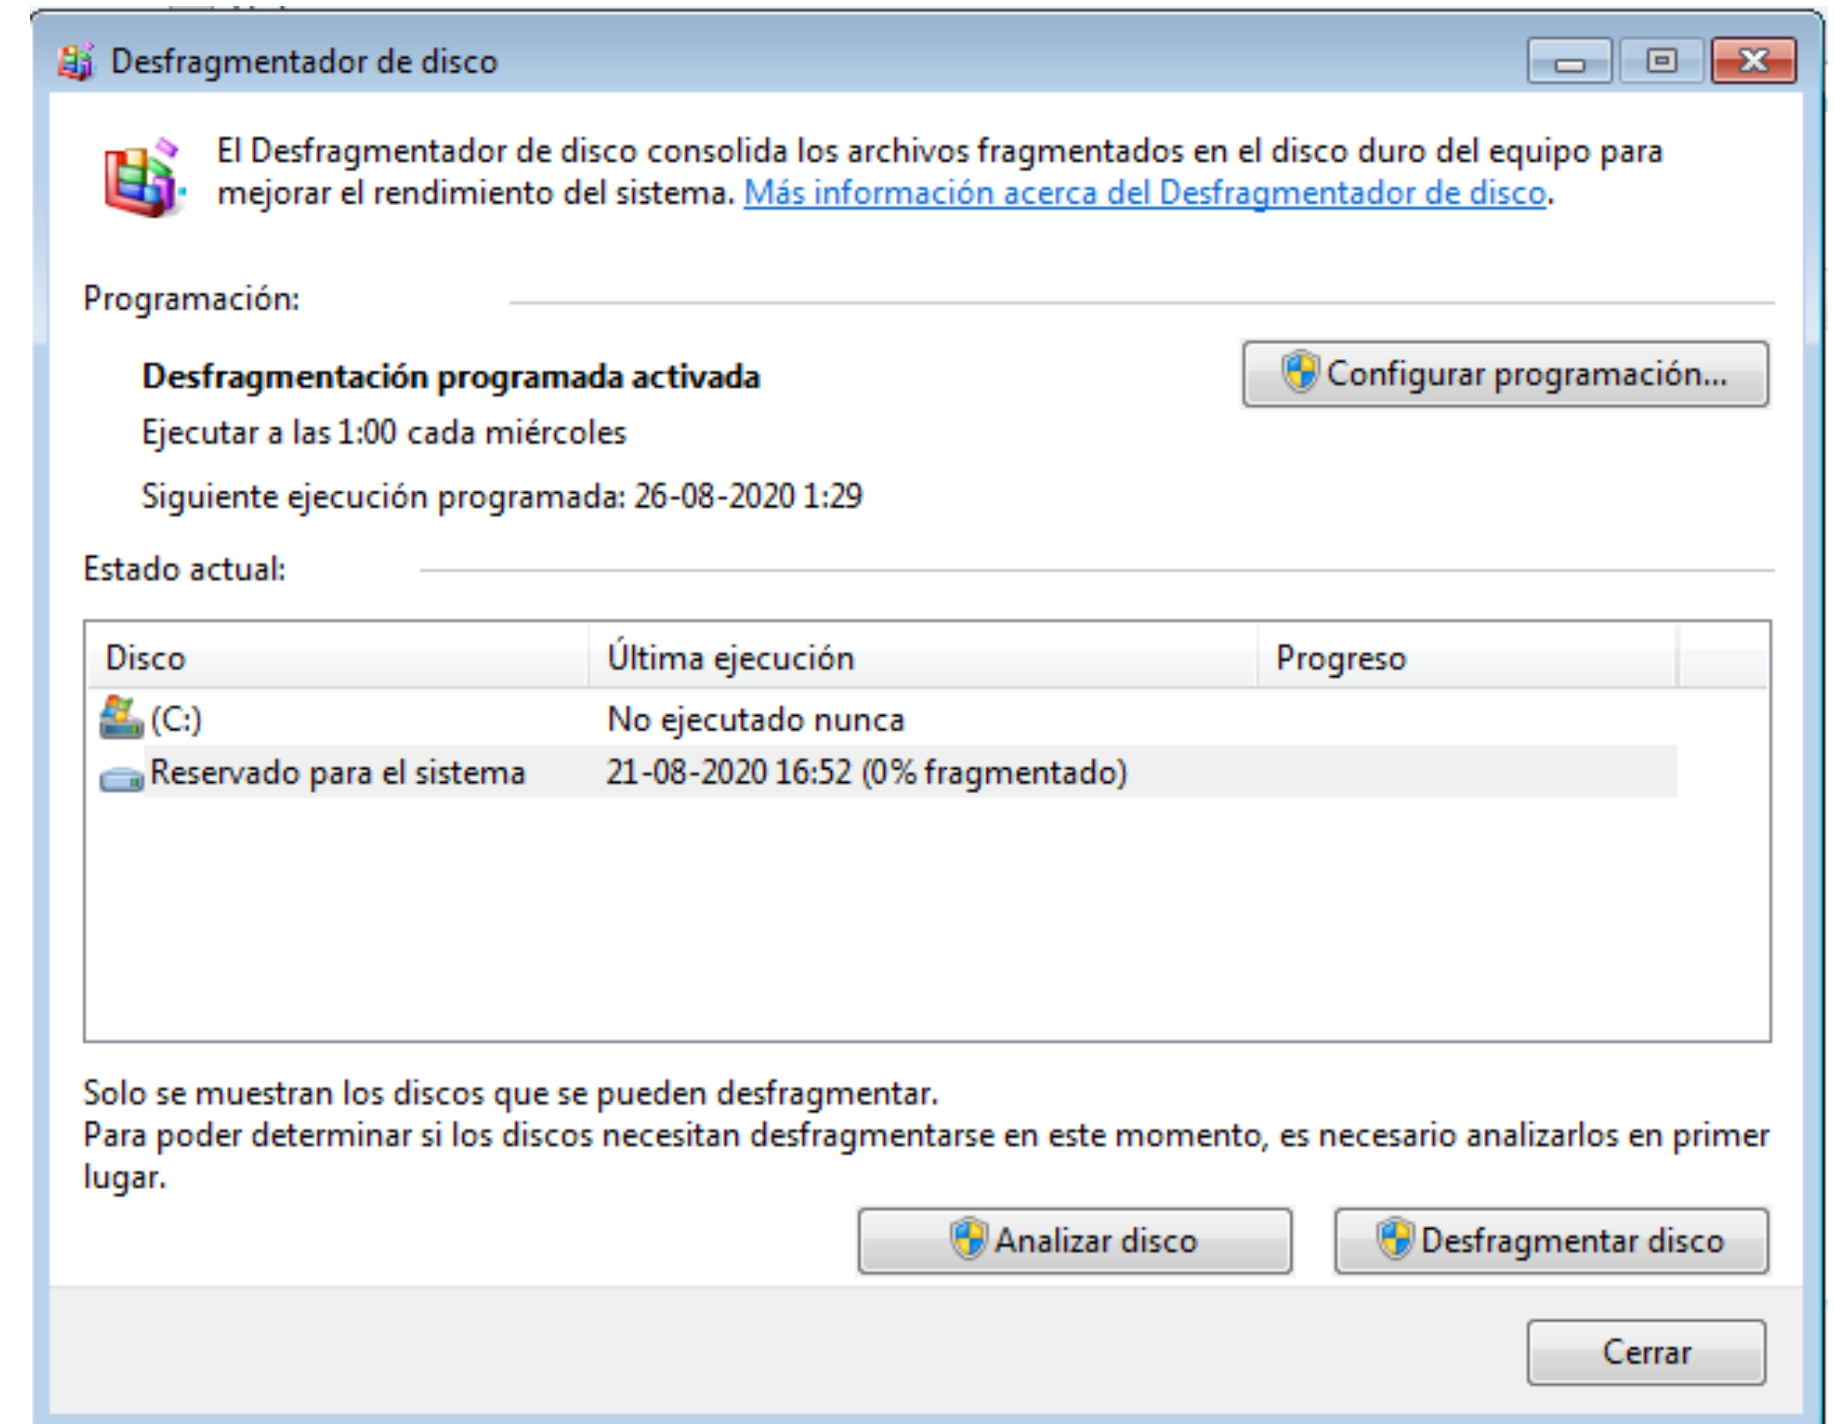 Desfragmentador de disco
El Desfragmentador de disco consolida los archivos fragmentados en el disco duro del equipo para
mejorar el rendimiento del sistema. Más información acerca del Desfragmentador de disco.
Programación:
Desfragmentación programada activada
Configurar programación...
Ejecutar a las 1:00 cada miércoles
Siguiente ejecución programada: 26-08-2020 1:29
Estado actual:
Disco Última ejecución Progreso
(C:) No ejecutado nunca
Reservado para el sistema 21-08-2020 16:52 (0% fragmentado)
Solo se muestran los discos que se pueden desfragmentar.
Para poder determinar si los discos necesitan desfragmentarse en este momento, es necesario analizarlos en primer
lugar.
Analizar disco Desfragmentar disco
Cerrar